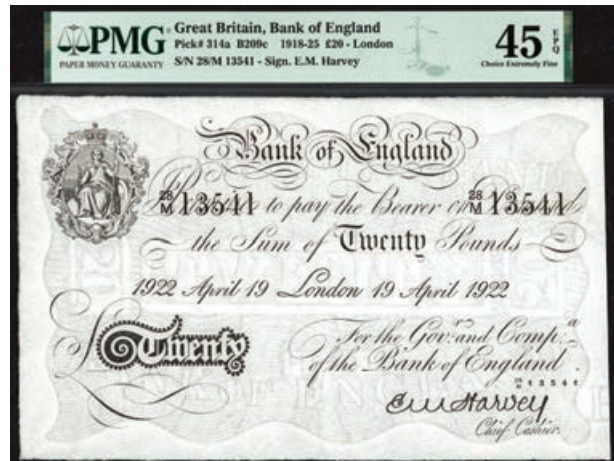 PMG
PAPER MONEY GUARANTY
Great Britain, Bank of England
Pick# 314a B209c 1918-25 £20 - London
S/N 28/M 13541 - Sign. E.M. Harvey
45 EPQ
Choice Extremely Fine
Bank of England
28/M 13541 to pay the Bearer on 28/M 13541
the Sum of Twenty Pounds
1922 April 19 London 19 April 1922
For the Gov.r and Comp.a
£Twenty of the Bank of England
28/M 13541
E M Harvey
Chief Cashier.